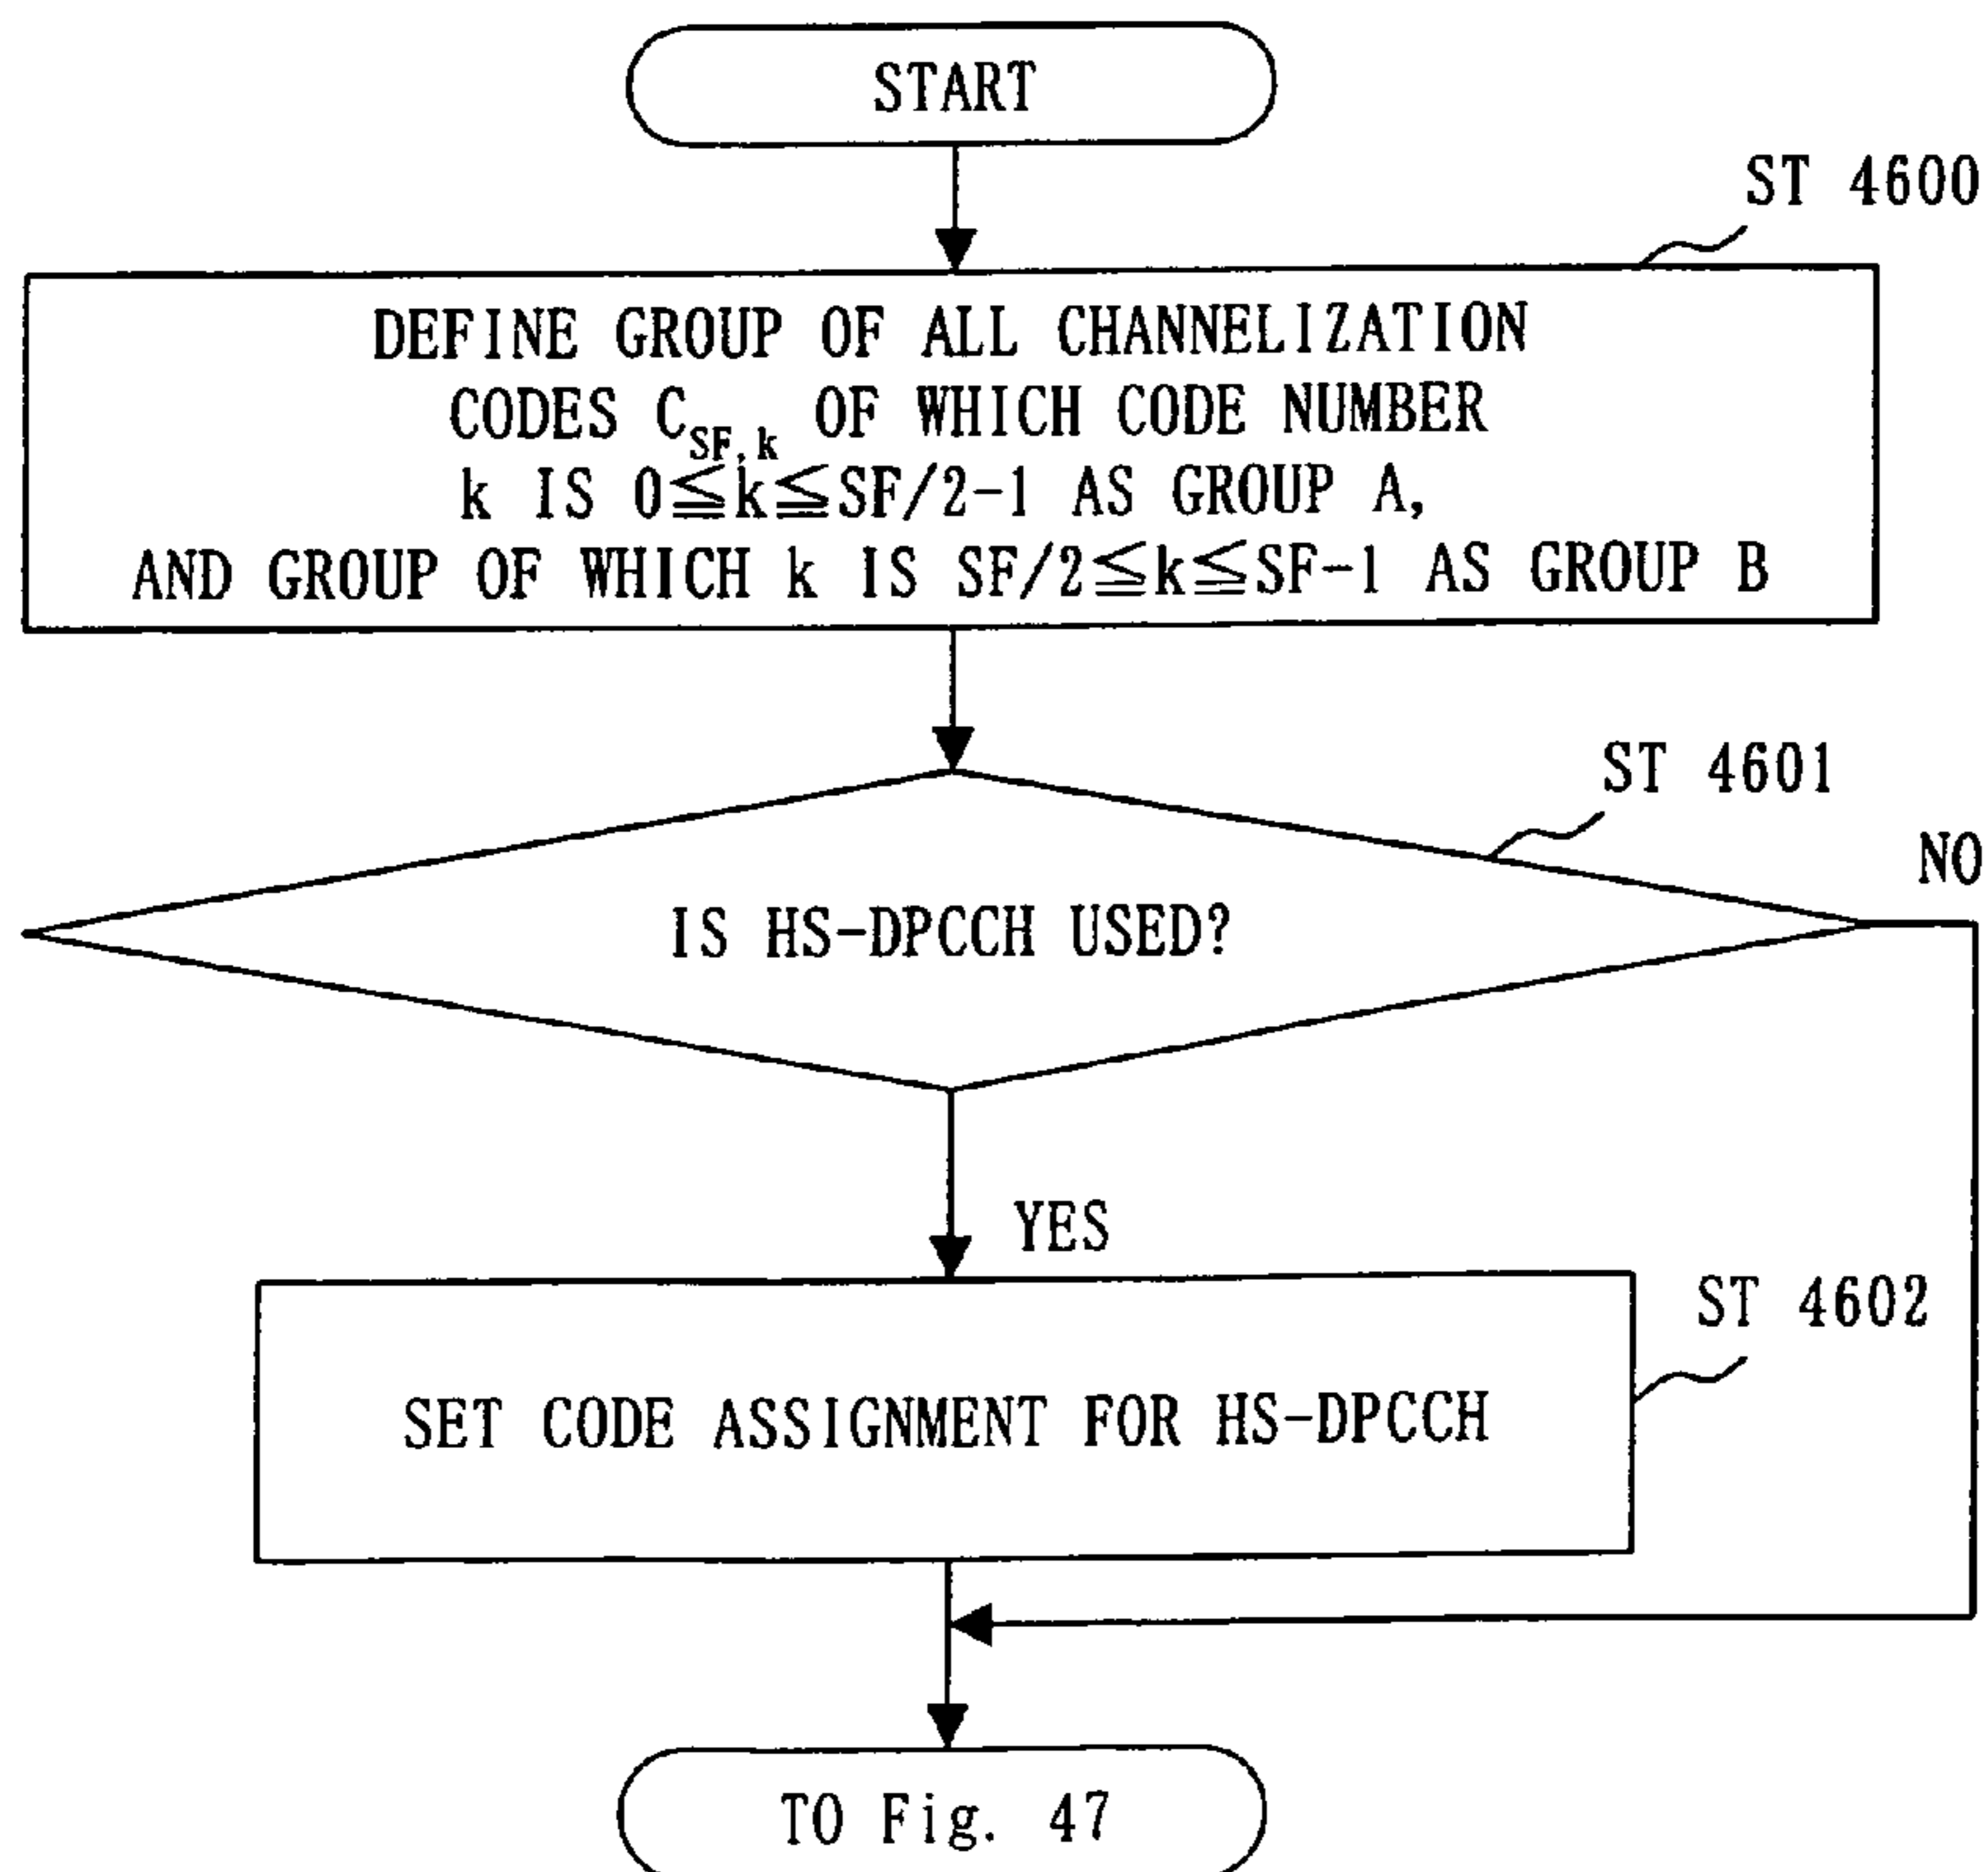 START
ST 4600
DEFINE GROUP OF ALL CHANNELIZATION
CODES C_{SF,k} OF WHICH CODE NUMBER
k IS 0≦k≦SF/2-1 AS GROUP A,
AND GROUP OF WHICH k IS SF/2≦k≦SF-1 AS GROUP B
ST 4601
NO
IS HS-DPCCH USED?
YES
ST 4602
SET CODE ASSIGNMENT FOR HS-DPCCH
TO Fig. 47